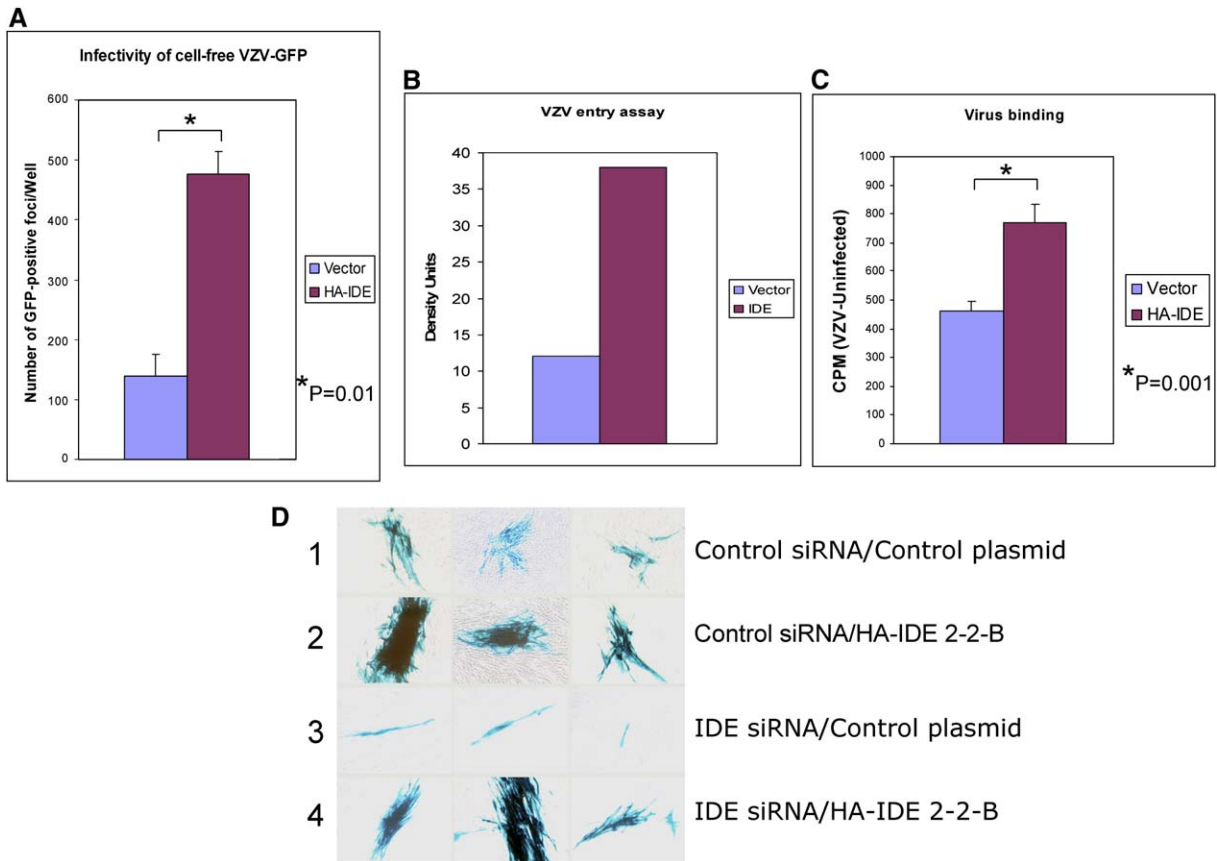 A
Infectivity of cell-free VZV-GFP
Number of GFP-positive foci/Well
600
500
400
300
200
100
0
*
Vector
HA-IDE
*P=0.01
B
VZV entry assay
Density Units
40
35
30
25
20
15
10
5
0
Vector
IDE
C
Virus binding
CPM (VZV-Uninfected)
1000
900
800
700
600
500
400
300
200
100
0
*
Vector
HA-IDE
*P=0.001
D
1 Control siRNA/Control plasmid
2 Control siRNA/HA-IDE 2-2-B
3 IDE siRNA/Control plasmid
4 IDE siRNA/HA-IDE 2-2-B